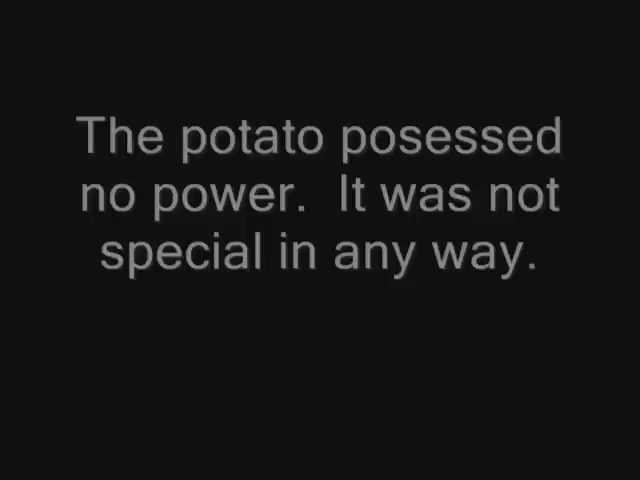 The potato posessed
no power.  It was not
special in any way.